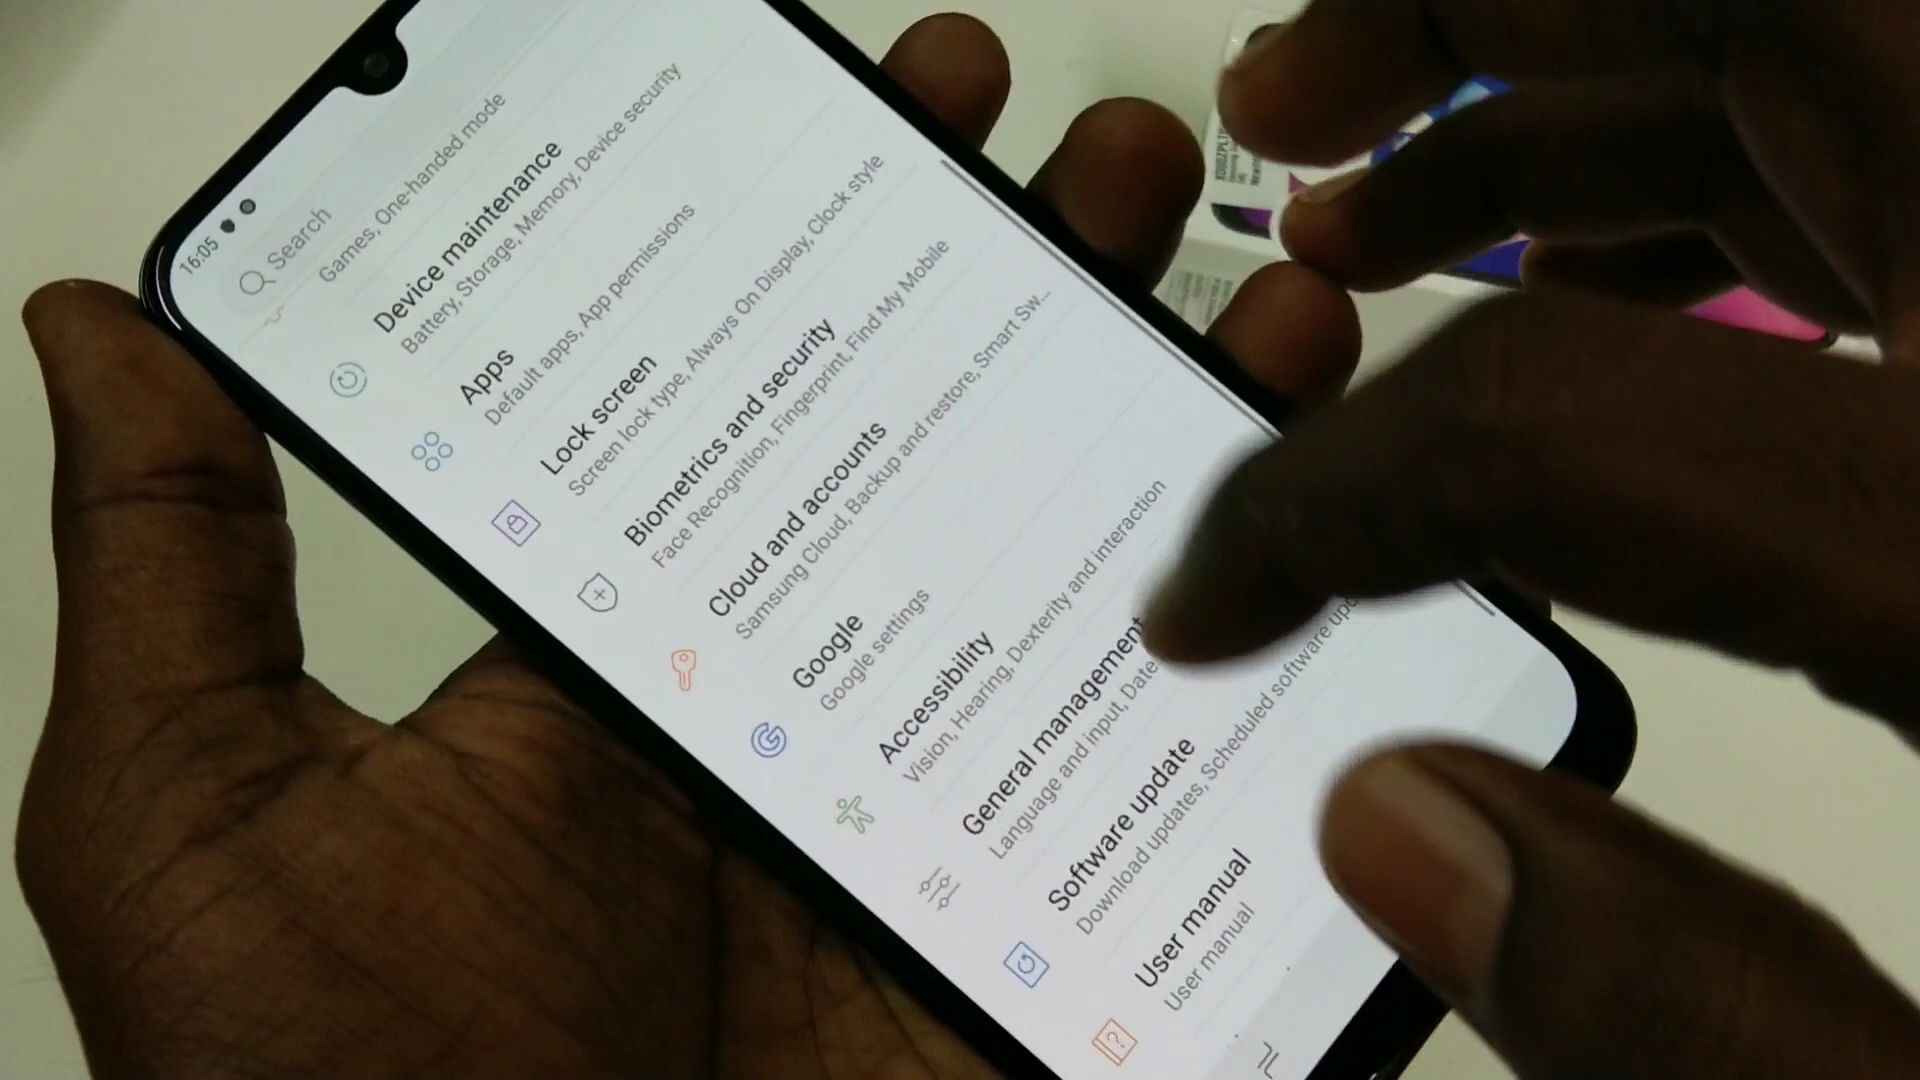 16:05
Search
Games, One-handed mode
Device maintenance
Battery, Storage, Memory, Device security
Apps
Default apps, App permissions
Lock screen
Screen lock type, Always On Display, Clock style
Biometrics and security
Face Recognition, Fingerprint, Find My Mobile
Cloud and accounts
Samsung Cloud, Backup and restore, Smart Sw...
Google
Google settings
Accessibility
Vision, Hearing, Dexterity and interaction
General management
Language and input, Date
Software update
Download updates, Scheduled software upd
User manual
User manual